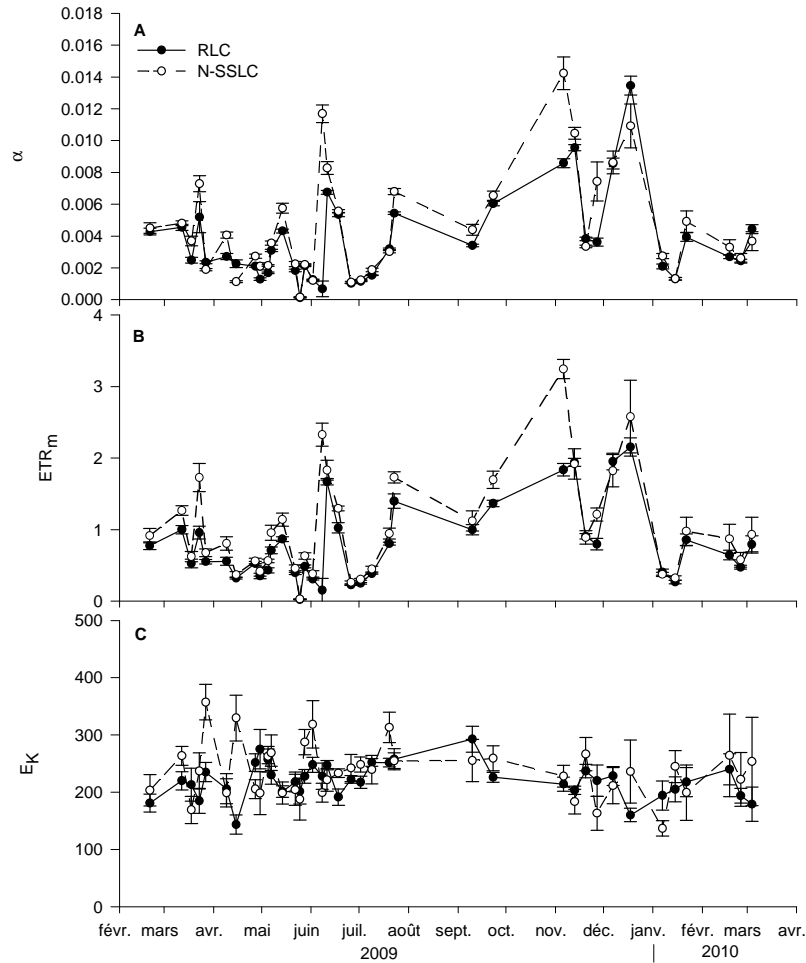 A
RLC
N-SSLC
0.018
0.016
0.014
0.012
0.010
0.008
0.006
0.004
0.002
0.000
α
B
4
3
2
1
0
ETRm
C
500
400
300
200
100
0
EK
févr. mars avr. mai juin juil. août sept. oct. nov. déc. janv. févr. mars avr.
2009 | 2010